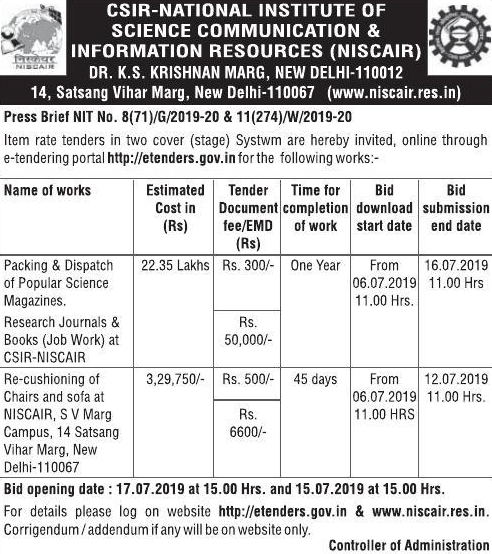 CSIR-NATIONAL INSTITUTE OF
SCIENCE COMMUNICATION &
INFORMATION RESOURCES (NISCAIR)
DR. K.S. KRISHNAN MARG, NEW DELHI-110012
14, Satsang Vihar Marg, New Delhi-110067 (www.niscair.res.in)
निस्केयर
NISCAIR
Press Brief NIT No. 8(71)/G/2019-20 & 11(274)/W/2019-20
Item rate tenders in two cover (stage) Systwm are hereby invited, online through
e-tendering portal http://etenders.gov.in for the following works:-
Name of works
Estimated
Cost in
(Rs)
Tender
Document
fee/EMD
(Rs)
Time for
completion
of work
Bid
download
start date
Bid
submission
end date
Packing & Dispatch
of Popular Science
Magazines.
Research Journals &
Books (Job Work) at
CSIR-NISCAIR
22.35 Lakhs
Rs. 300/-
Rs.
50,000/-
One Year
From
06.07.2019
11.00 Hrs.
16.07.2019
11.00 Hrs
Re-cushioning of
Chairs and sofa at
NISCAIR, S V Marg
Campus, 14 Satsang
Vihar Marg, New
Delhi-110067
3,29,750/-
Rs. 500/-
Rs.
6600/-
45 days
From
06.07.2019
11.00 HRS
12.07.2019
11.00 Hrs.
Bid opening date : 17.07.2019 at 15.00 Hrs. and 15.07.2019 at 15.00 Hrs.
For details please log on website http://etenders.gov.in & www.niscair.res.in.
Corrigendum / addendum if any will be on website only.
Controller of Administration